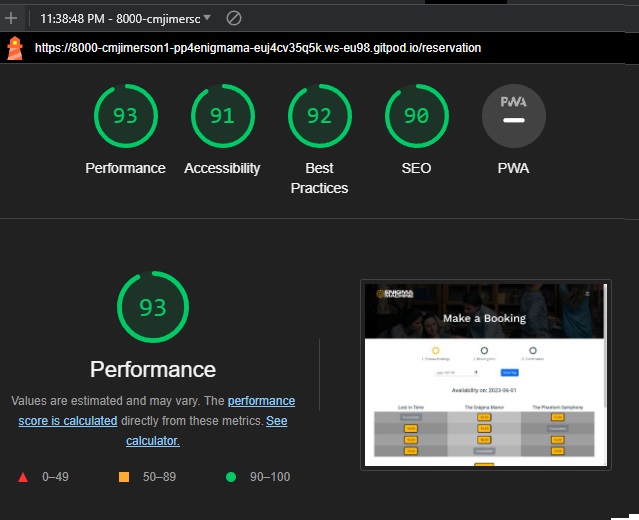 11:38:48 PM - 8000-cmjimersc
https://8000-cmjimerson1-pp4enigmama-euj4cv35q5k.ws-eu98.gitpod.io/reservation
93 91 92 90 PWA
Performance Accessibility Best Practices SEO PWA
93
Performance
Values are estimated and may vary. The performance
score is calculated directly from these metrics. See
calculator.
0–49 50–89 90–100
ENIGMA
MACHINE
Make a Booking
Availability on: 2023-06-01
Lost in Time The Enigma Manor The Phantom Symphony